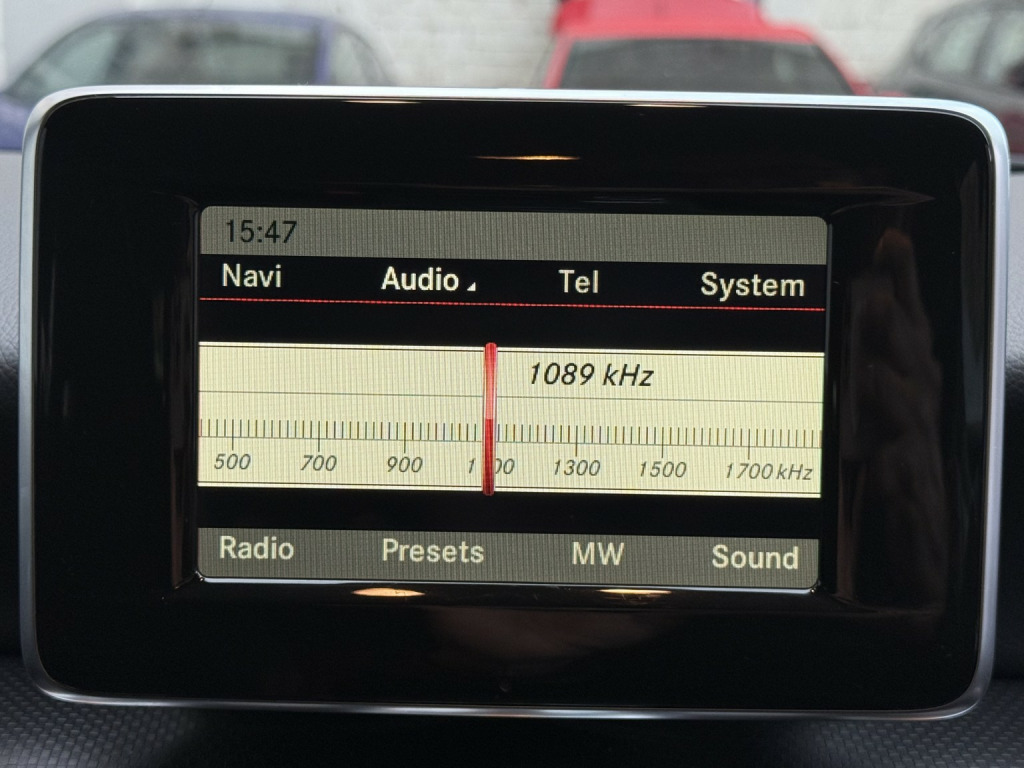 15:47
Navi Audio Tel System
1089 kHz
500 700 900 1100 1300 1500 1700 kHz
Radio Presets MW Sound